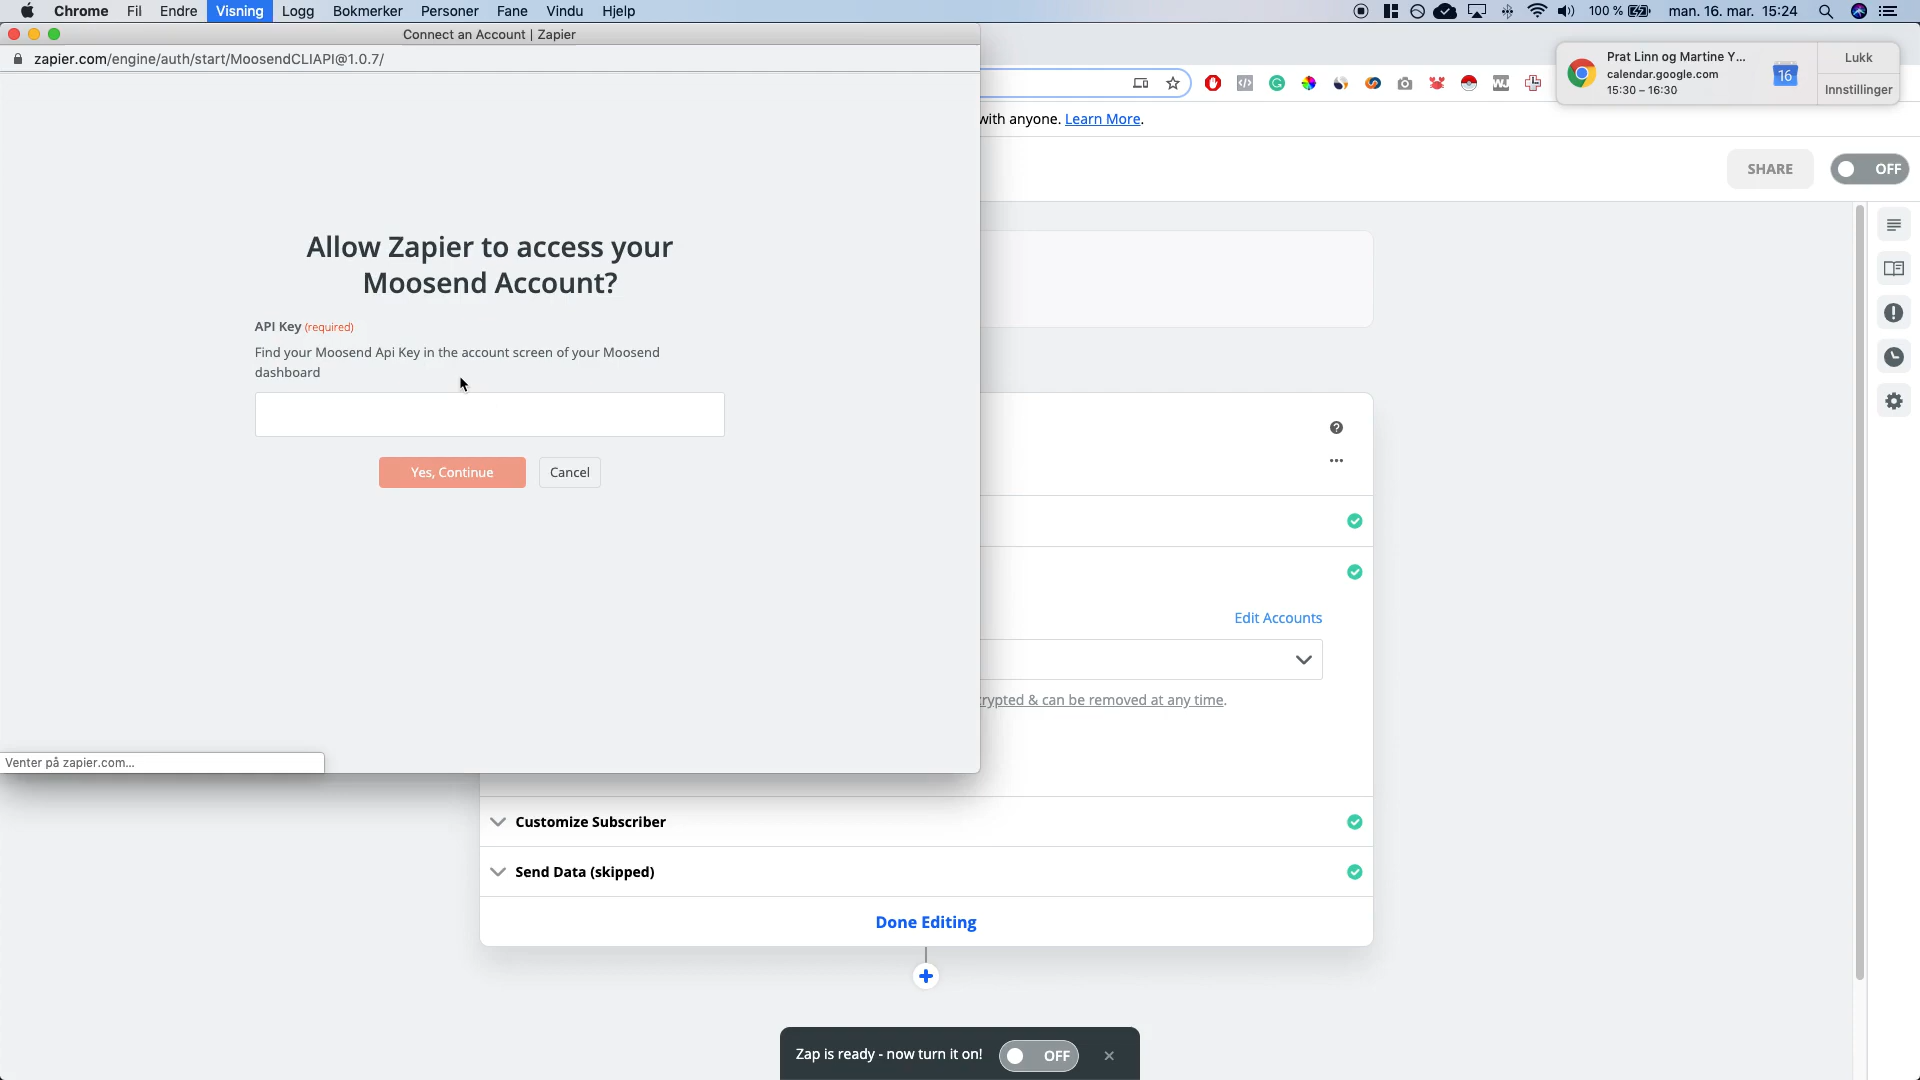 Chrome Fil Endre Visning Logg Bokmerker Personer Fane Vindu Hjelp 100 % man. 16. mar. 15:24
Connect an Account | Zapier
zapier.com/engine/auth/start/MoosendCLIAPI@1.0.7/
Prat Linn og Martine Y...
calendar.google.com
15:30 – 16:30
16
Lukk
Innstillinger
with anyone. Learn More.
SHARE OFF
Allow Zapier to access your
Moosend Account?
API Key (required)
Find your Moosend Api Key in the account screen of your Moosend
dashboard
Yes, Continue Cancel
Edit Accounts
crypted & can be removed at any time.
Venter på zapier.com...
Customize Subscriber
Send Data (skipped)
Done Editing
Zap is ready - now turn it on! OFF